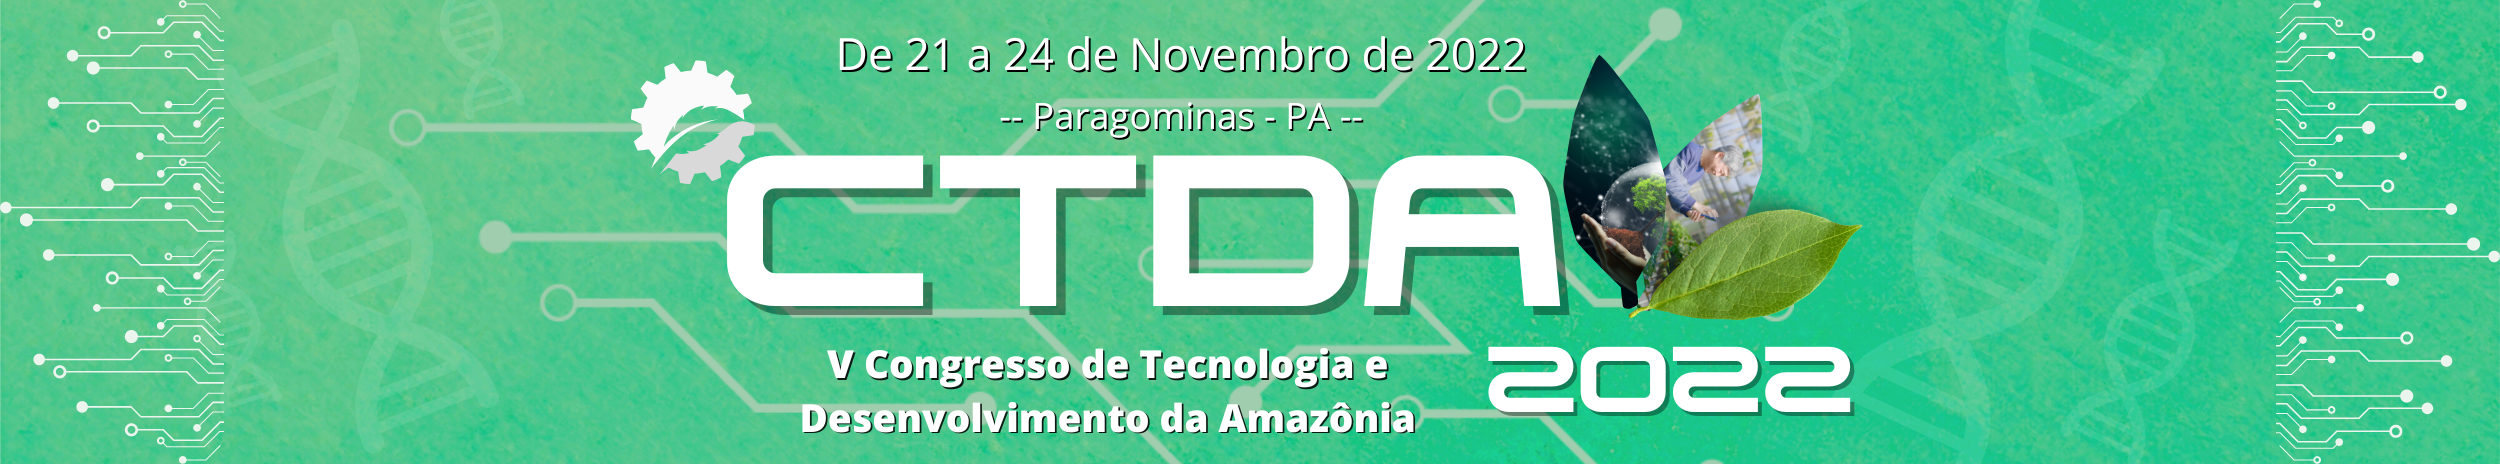 De 21 a 24 de Novembro de 2022
-- Paragominas - PA --
CTDA
2022
V Congresso de Tecnologia e
Desenvolvimento da Amazônia